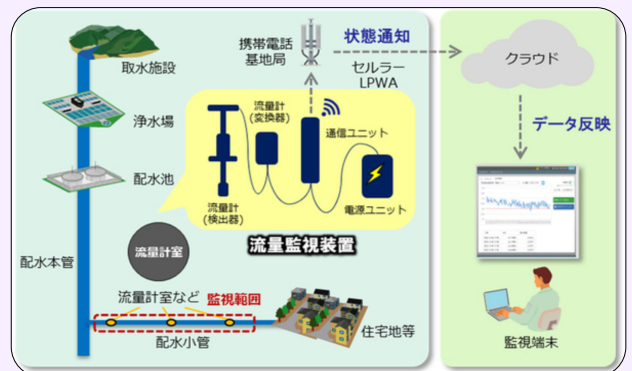 取水施設
浄水場
配水池
配水本管
流量計室
流量計室など
監視範囲
配水小管
住宅地等
携帯電話
基地局
状態通知
セルラー
LPWA
流量計
(変換器)
通信ユニット
流量計
(検出器)
電源ユニット
流量監視装置
クラウド
データ反映
監視端末